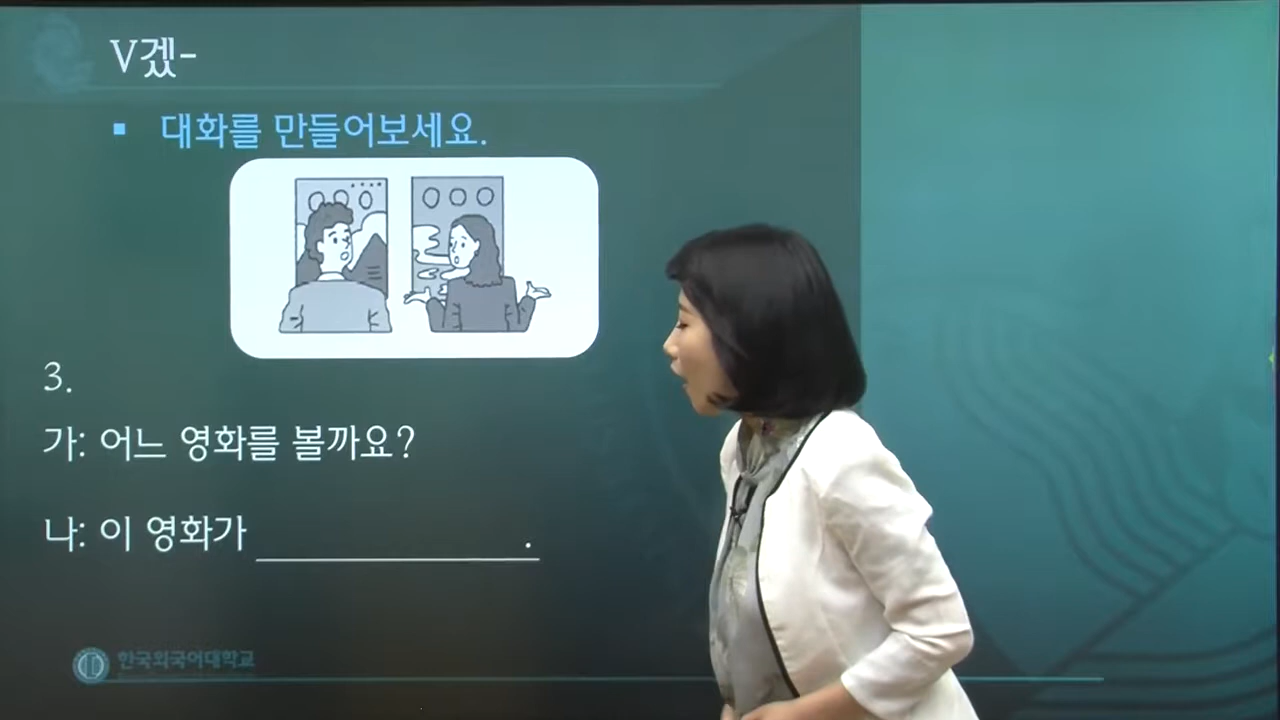 V겠-
대화를 만들어보세요.
3.
가: 어느 영화를 볼까요?
나: 이 영화가 .
한국외국어대학교